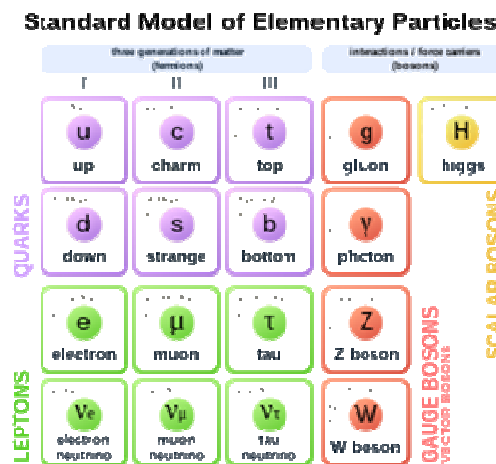 Standard Model of Elementary Particles
three generations of matter
(fermions)
interactions / force carriers
(bosons)
I II III
u c t g H
up charm top gluon higgs
d s b γ
down strange bottom photon
QUARKS
e μ τ Z
electron muon tau Z boson
νe νμ ντ W
electron neutrino muon neutrino tau neutrino W boson
LEPTONS
GAUGE BOSONS
VECTOR BOSONS
SCALAR BOSONS